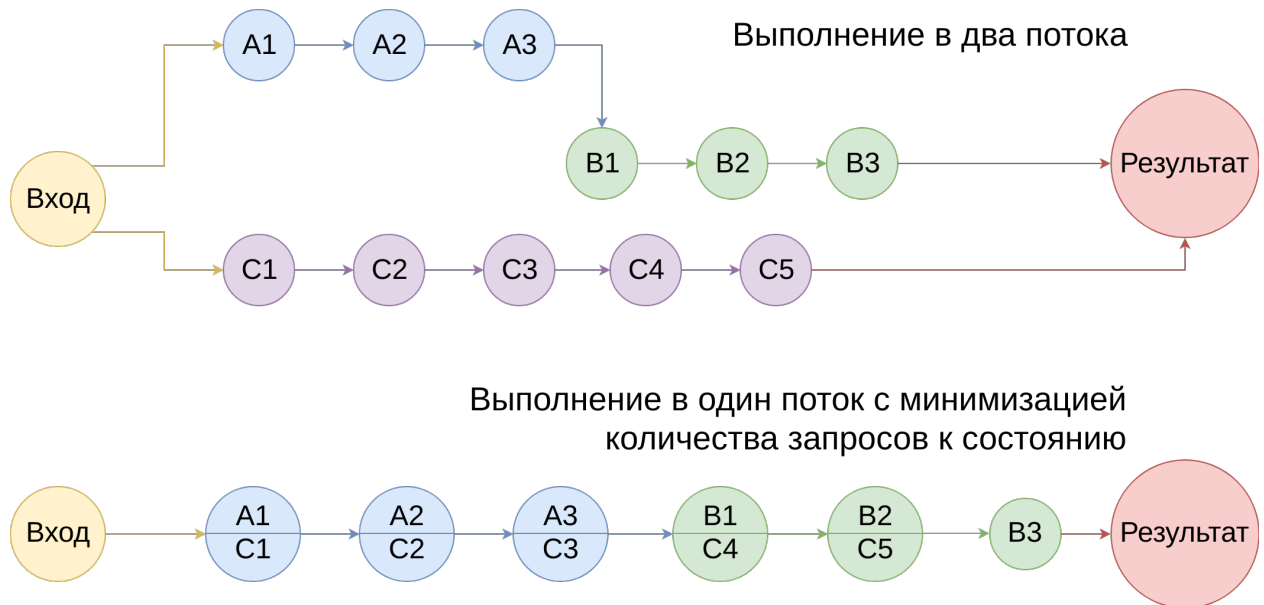 Выполнение в два потока
A1
A2
A3
Вход
B1
B2
B3
Результат
C1
C2
C3
C4
C5
Выполнение в один поток с минимизацией
количества запросов к состоянию
Вход
A1
C1
A2
C2
A3
C3
B1
C4
B2
C5
B3
Результат